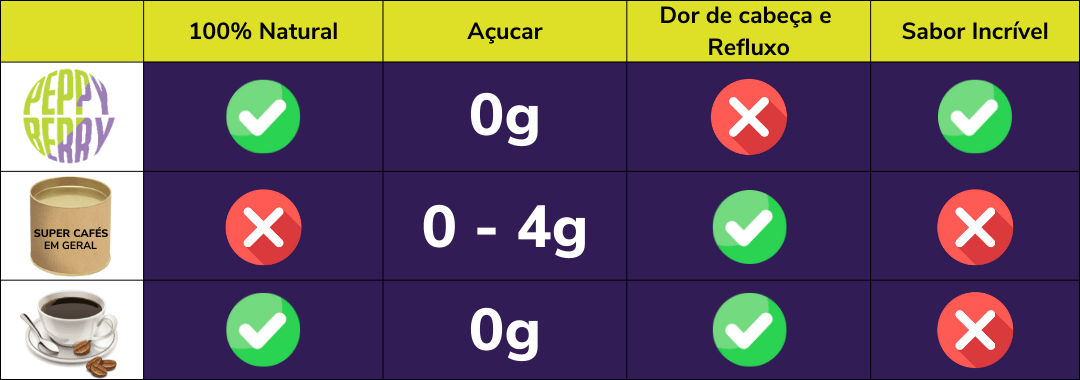 100% Natural
Açucar
Dor de cabeça e
Refluxo
Sabor Incrível
PEPPY
BERRY
0g
SUPER CAFÉS
EM GERAL
0 - 4g
0g